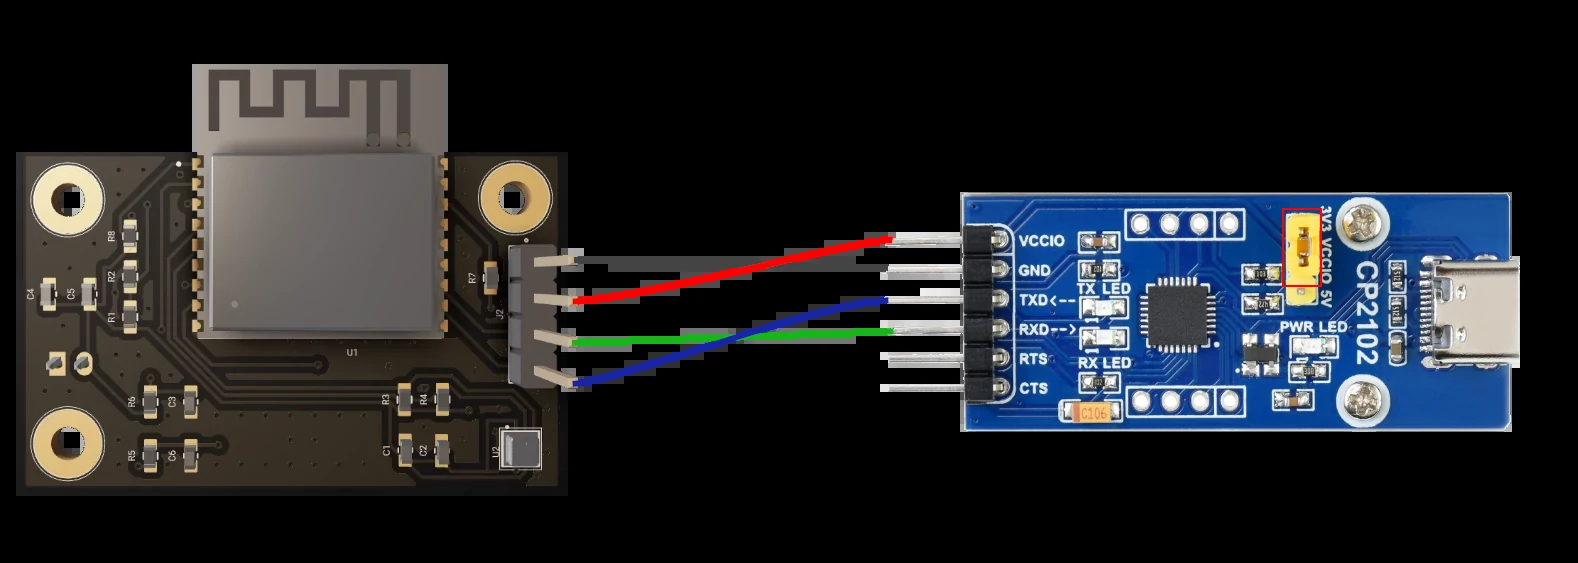 R8
R2
R1
C4
C5
R6
C3
R5
C6
U1
R7
J2
R3
R4
C1
C2
U2
VCCIO
GND
TXD<--
RXD-->
RTS
CTS
TX LED
RX LED
C106
3V3 VCCIO 5V
PWR LED
CP2102